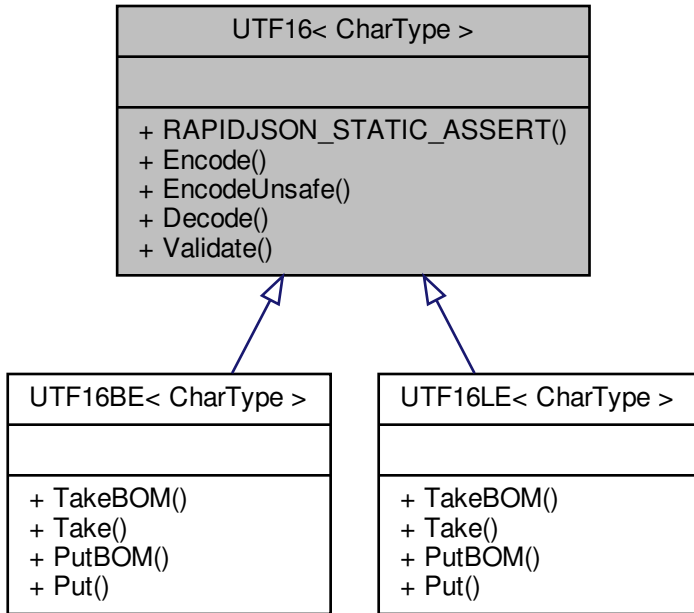 UTF16< CharType >
+ RAPIDJSON_STATIC_ASSERT()
+ Encode()
+ EncodeUnsafe()
+ Decode()
+ Validate()
UTF16BE< CharType >
+ TakeBOM()
+ Take()
+ PutBOM()
+ Put()
UTF16LE< CharType >
+ TakeBOM()
+ Take()
+ PutBOM()
+ Put()